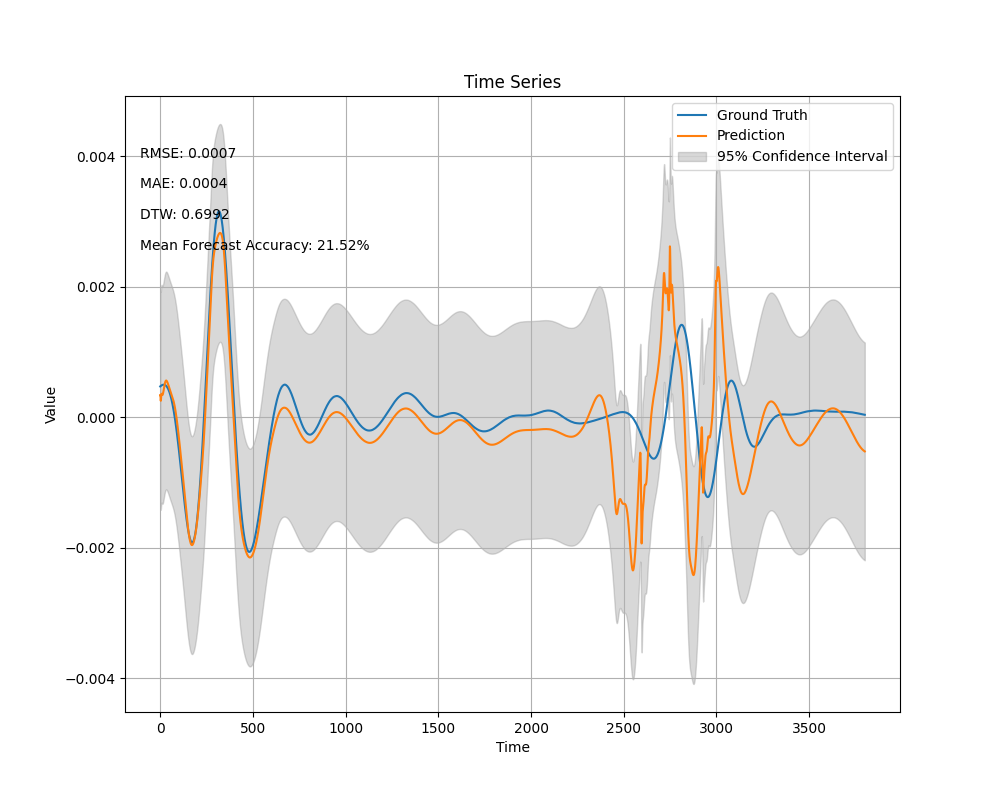 Time Series
Ground Truth
Prediction
95% Confidence Interval
RMSE: 0.0007
MAE: 0.0004
DTW: 0.6992
Mean Forecast Accuracy: 21.52%
Value
0.004
0.002
0.000
−0.002
−0.004
0 500 1000 1500 2000 2500 3000 3500
Time